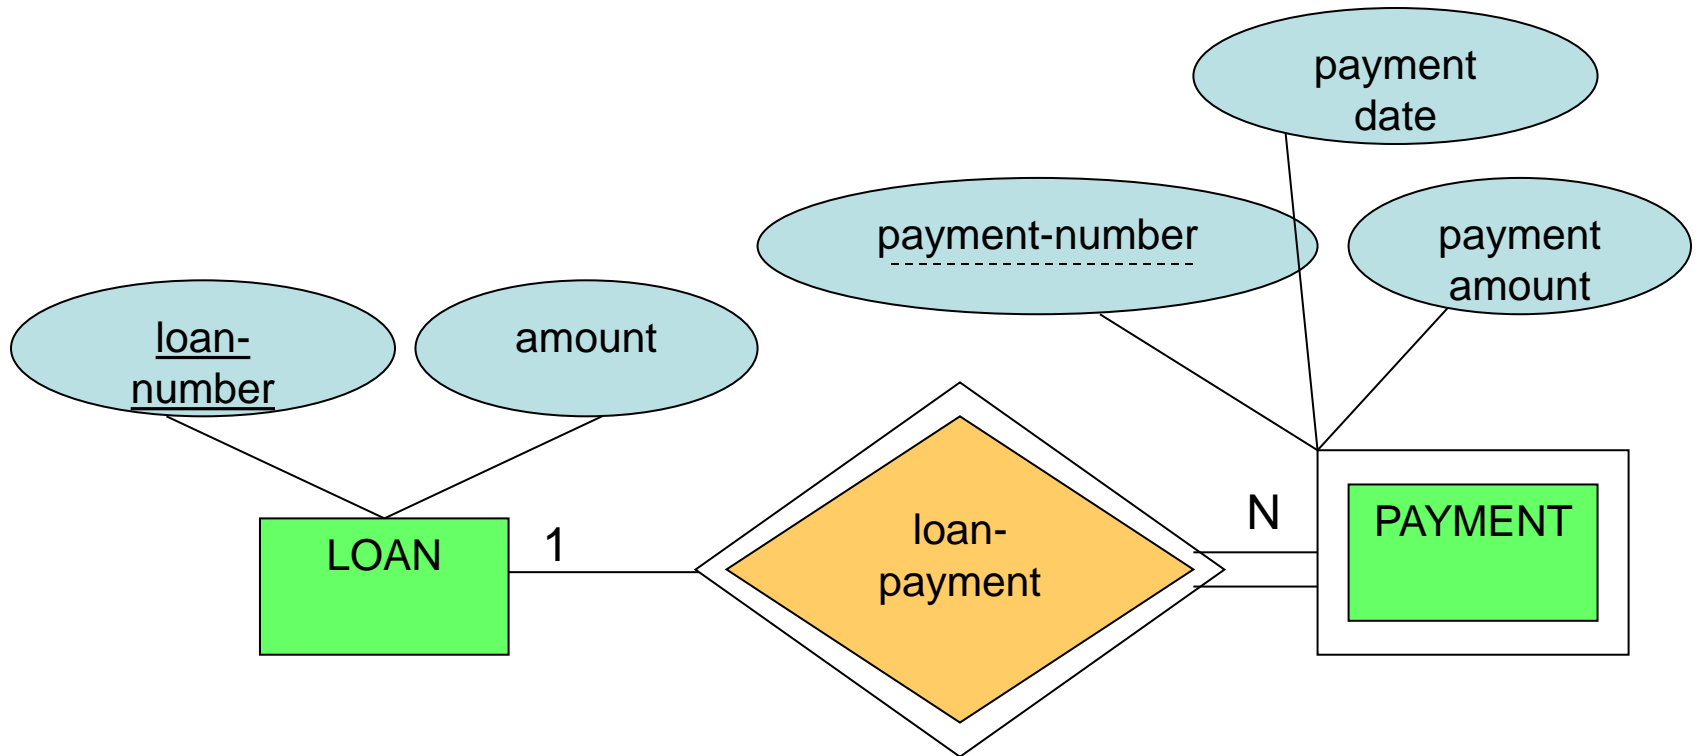 payment
date
payment-number
payment
amount
loan-
number
amount
LOAN
1
loan-
payment
N
PAYMENT